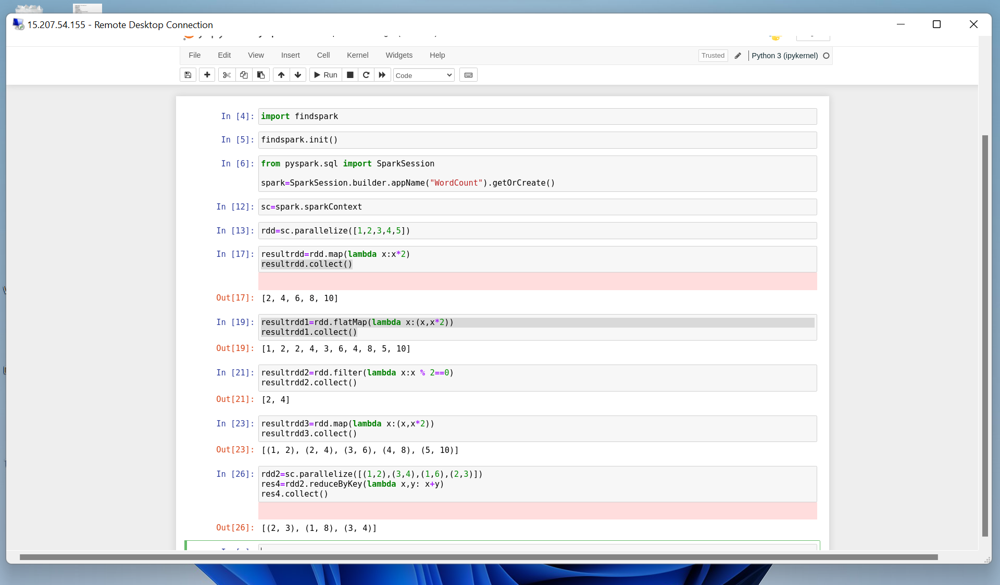 15.207.54.155 - Remote Desktop Connection
File Edit View Insert Cell Kernel Widgets Help
Trusted Python 3 (ipykernel)
Run Code
In [4]: import findspark
In [5]: findspark.init()
In [6]: from pyspark.sql import SparkSession
spark=SparkSession.builder.appName("WordCount").getOrCreate()
In [12]: sc=spark.sparkContext
In [13]: rdd=sc.parallelize([1,2,3,4,5])
In [17]: resultrdd=rdd.map(lambda x:x*2)
resultrdd.collect()
Out[17]: [2, 4, 6, 8, 10]
In [19]: resultrdd1=rdd.flatMap(lambda x:(x,x*2))
resultrdd1.collect()
Out[19]: [1, 2, 2, 4, 3, 6, 4, 8, 5, 10]
In [21]: resultrdd2=rdd.filter(lambda x:x % 2==0)
resultrdd2.collect()
Out[21]: [2, 4]
In [23]: resultrdd3=rdd.map(lambda x:(x,x*2))
resultrdd3.collect()
Out[23]: [(1, 2), (2, 4), (3, 6), (4, 8), (5, 10)]
In [26]: rdd2=sc.parallelize([(1,2),(3,4),(1,6),(2,3)])
res4=rdd2.reduceByKey(lambda x,y: x+y)
res4.collect()
Out[26]: [(2, 3), (1, 8), (3, 4)]